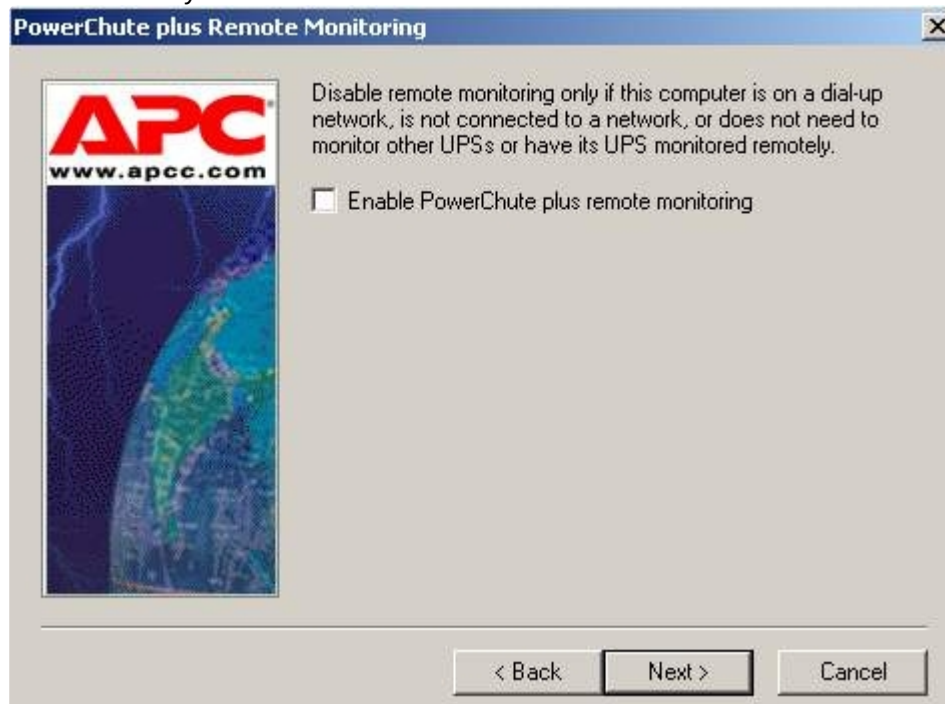 PowerChute plus Remote Monitoring
APC
www.apcc.com
Disable remote monitoring only if this computer is on a dial-up
network, is not connected to a network, or does not need to
monitor other UPSs or have its UPS monitored remotely.
Enable PowerChute plus remote monitoring
< Back
Next >
Cancel